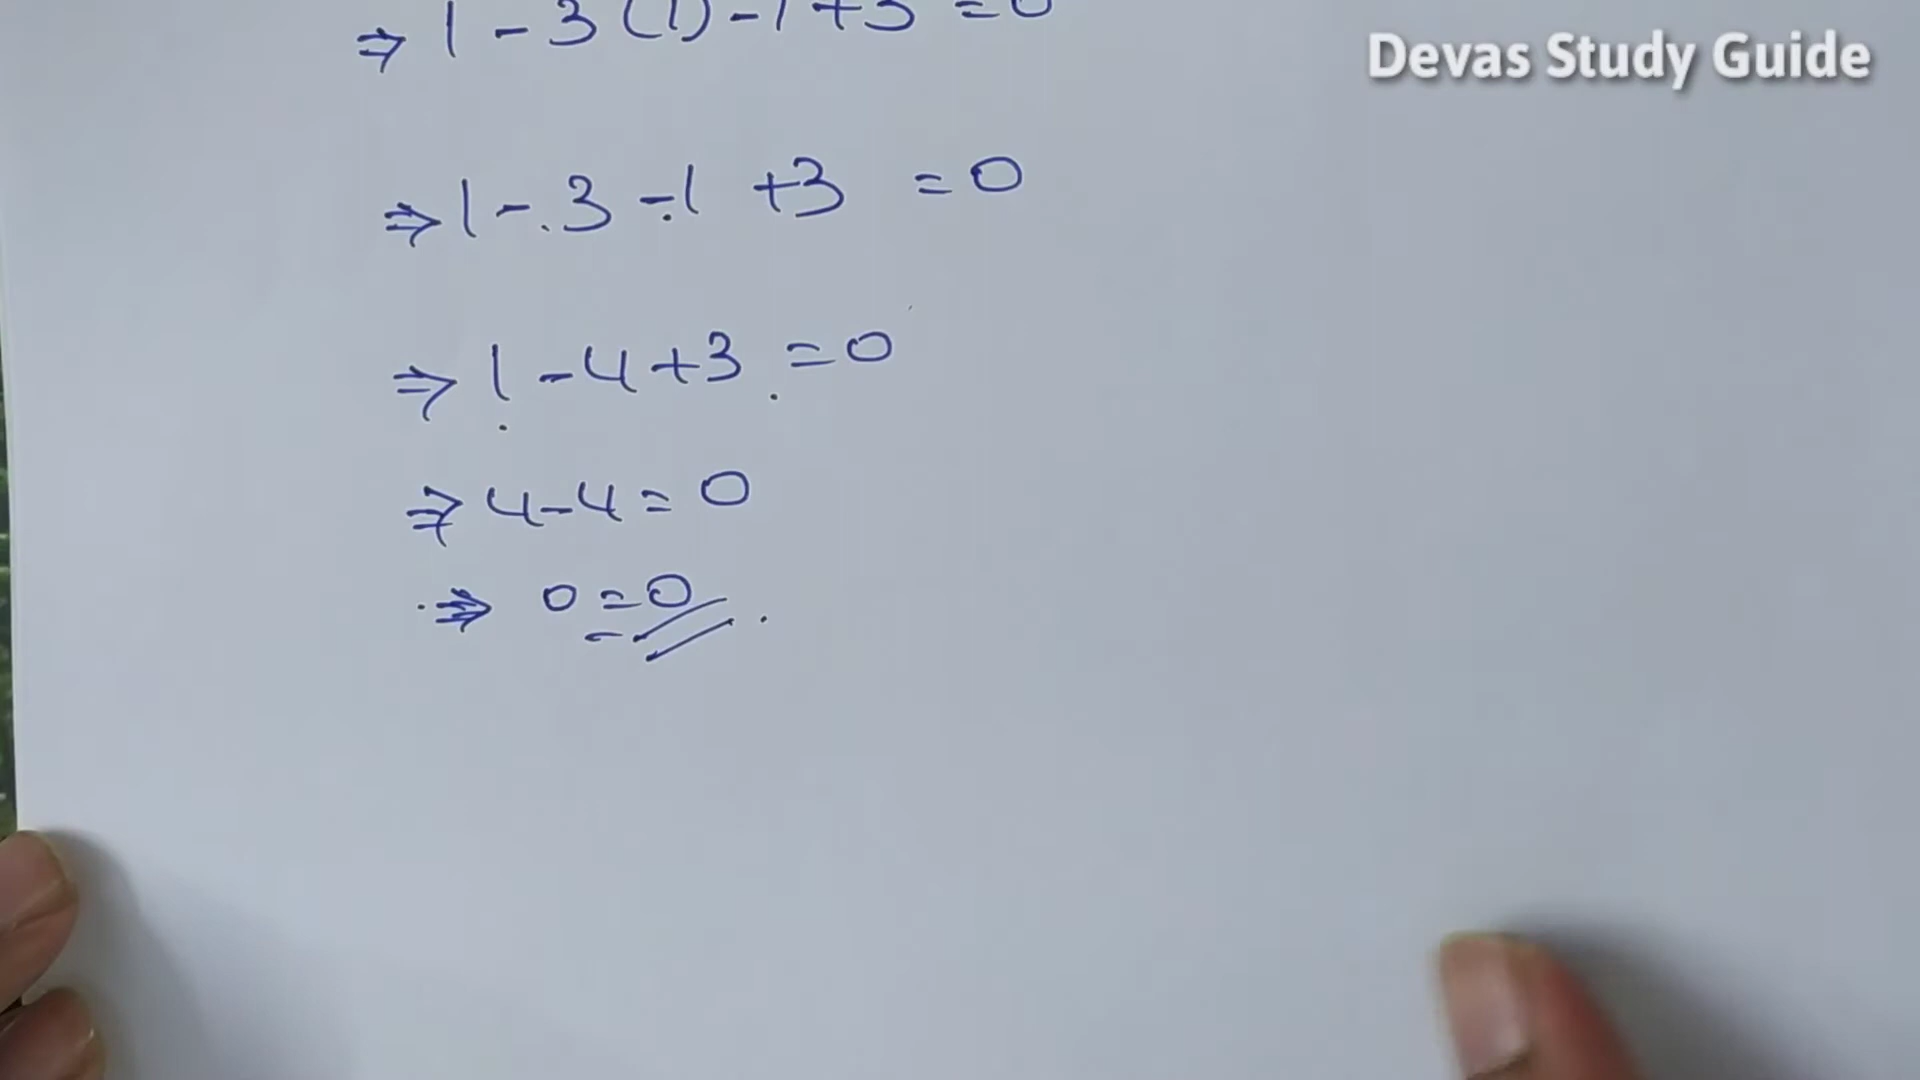 ⇒ 1 - 3 (1) - 1 + 3 = 0
Devas Study Guide
⇒ 1 - 3 - 1 + 3 = 0
⇒ 1 - 4 + 3 = 0
⇒ 4 - 4 = 0
⇒ 0 = 0